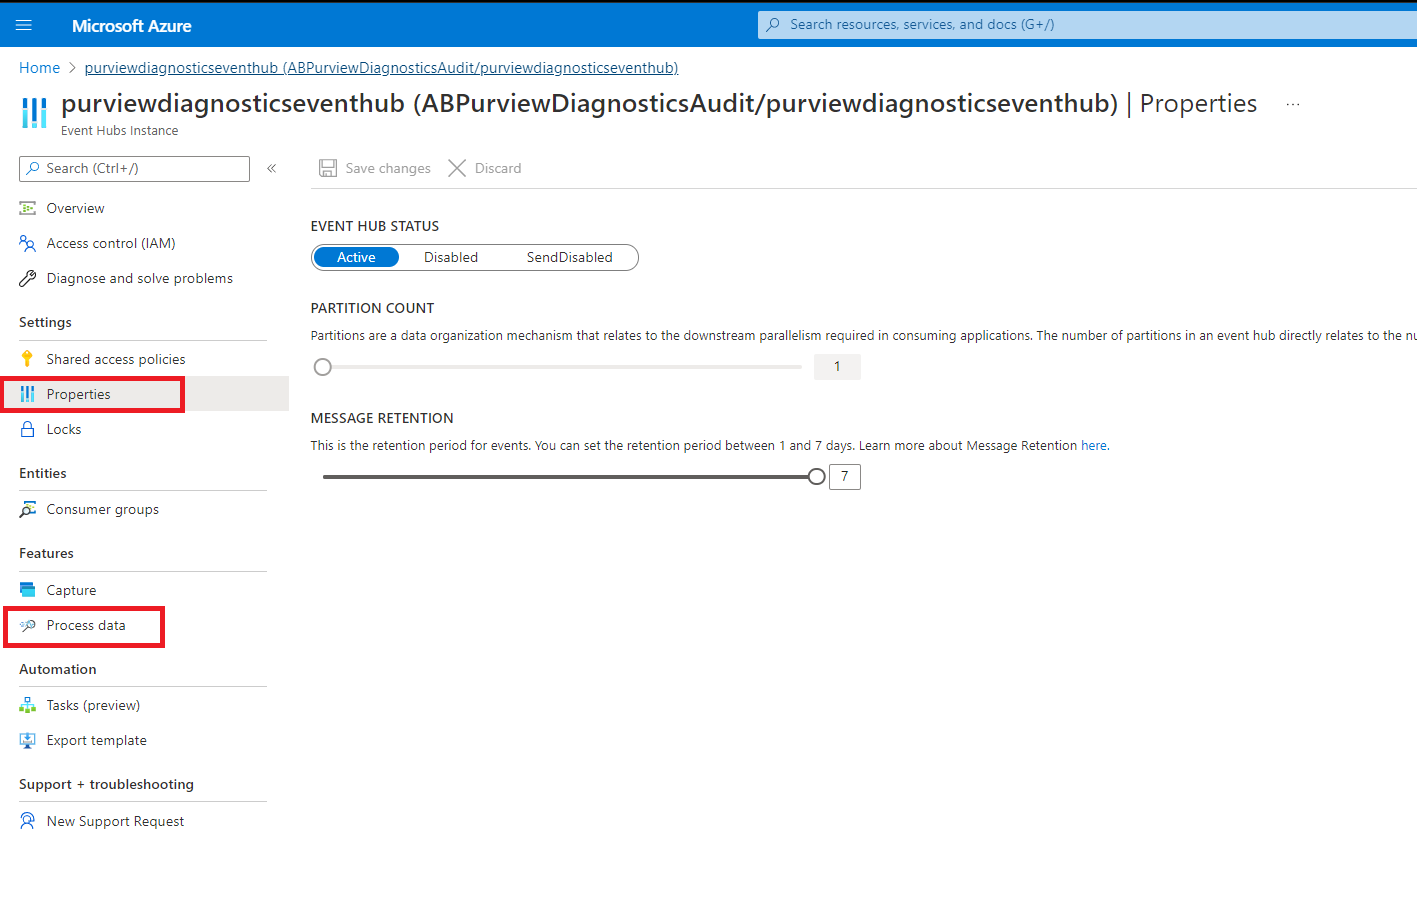 Microsoft Azure
Search resources, services, and docs (G+/)
Home > purviewdiagnosticseventhub (ABPurviewDiagnosticsAudit/purviewdiagnosticseventhub)
purviewdiagnosticseventhub (ABPurviewDiagnosticsAudit/purviewdiagnosticseventhub) | Properties ...
Event Hubs Instance
Search (Ctrl+/)
«
Overview
Access control (IAM)
Diagnose and solve problems
Settings
Shared access policies
Properties
Locks
Entities
Consumer groups
Features
Capture
Process data
Automation
Tasks (preview)
Export template
Support + troubleshooting
New Support Request
Save changes
Discard
EVENT HUB STATUS
Active Disabled SendDisabled
PARTITION COUNT
Partitions are a data organization mechanism that relates to the downstream parallelism required in consuming applications. The number of partitions in an event hub directly relates to the
1
MESSAGE RETENTION
This is the retention period for events. You can set the retention period between 1 and 7 days. Learn more about Message Retention here.
7